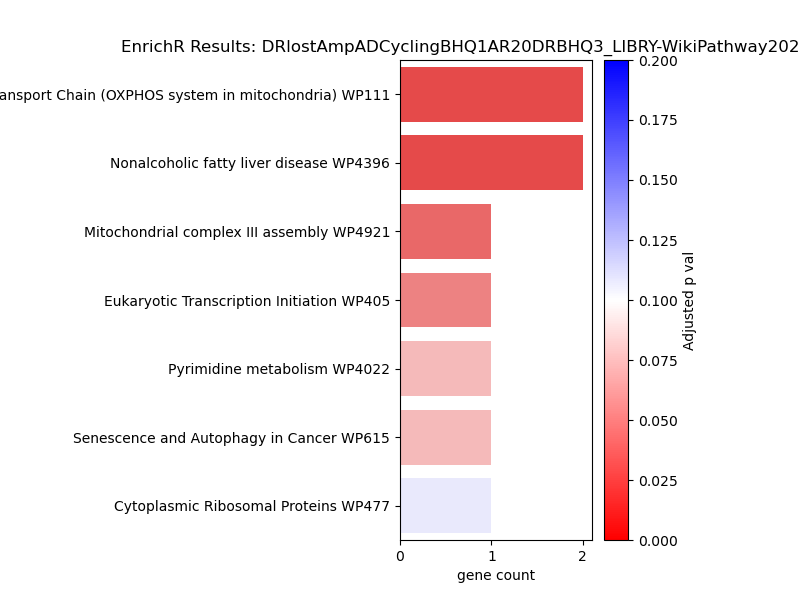 EnrichR Results: DRlostAmpADCyclingBHQ1AR20DRBHQ3_LIBRY-WikiPathway202
ansport Chain (OXPHOS system in mitochondria) WP111
Nonalcoholic fatty liver disease WP4396
Mitochondrial complex III assembly WP4921
Eukaryotic Transcription Initiation WP405
Pyrimidine metabolism WP4022
Senescence and Autophagy in Cancer WP615
Cytoplasmic Ribosomal Proteins WP477
0 1 2
gene count
0.200
0.175
0.150
0.125
0.100
0.075
0.050
0.025
0.000
Adjusted p val